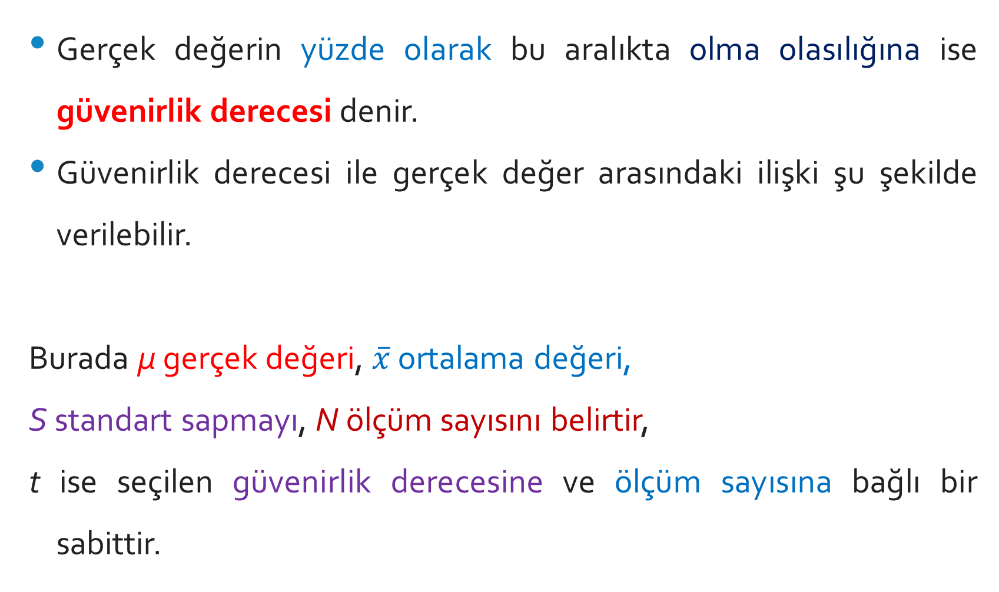 • Gerçek değerin yüzde olarak bu aralıkta olma olasılığına ise
güvenirlik derecesi denir.
• Güvenirlik derecesi ile gerçek değer arasındaki ilişki şu şekilde
verilebilir.
Burada μ gerçek değeri, x̄ ortalama değeri,
S standart sapmayı, N ölçüm sayısını belirtir,
t ise seçilen güvenirlik derecesine ve ölçüm sayısına bağlı bir
sabittir.